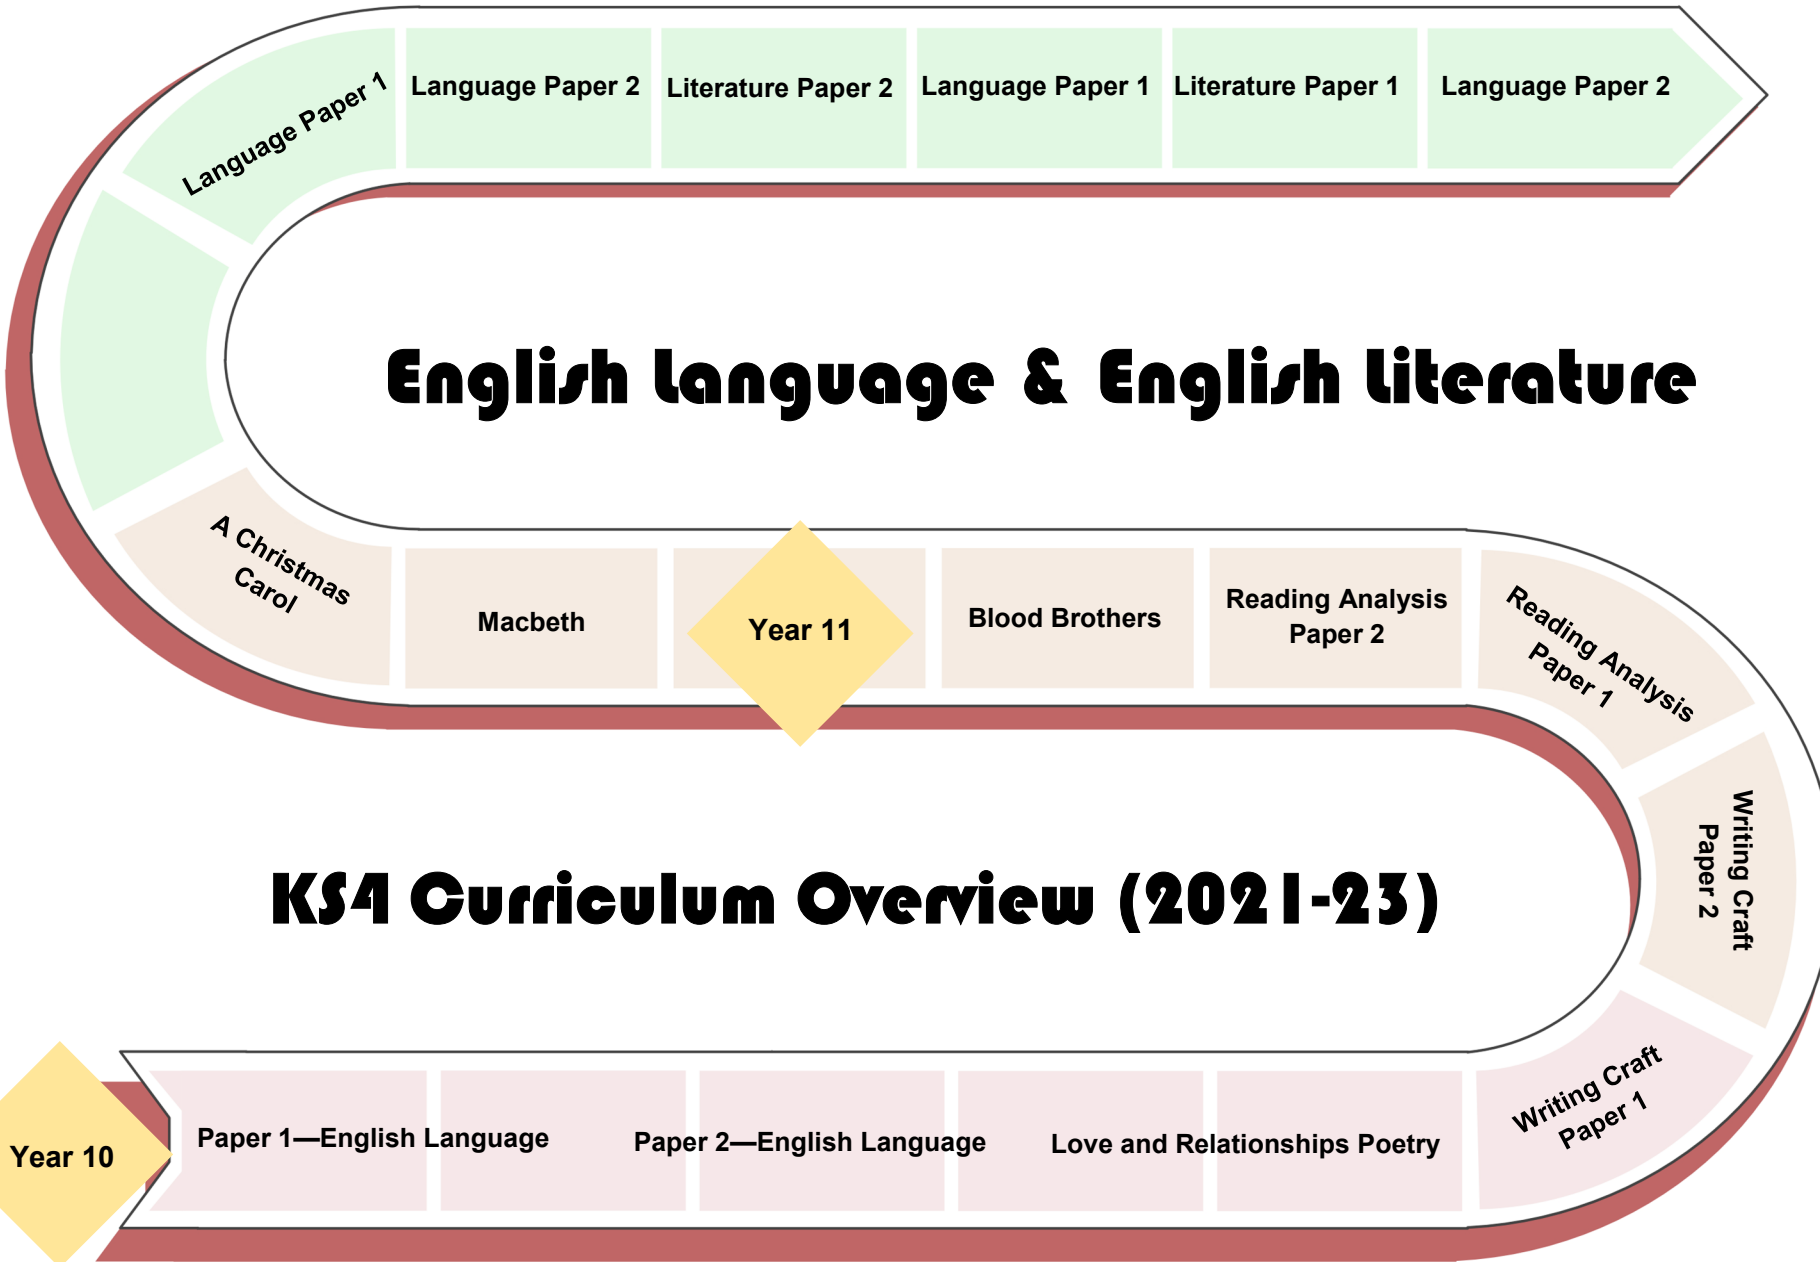 Language Paper 1
Language Paper 2
Literature Paper 2
Language Paper 1
Literature Paper 1
Language Paper 2
English Language & English Literature
A Christmas
Carol
Macbeth
Year 11
Blood Brothers
Reading Analysis
Paper 2
Reading Analysis
Paper 1
Writing Craft
Paper 2
KS4 Curriculum Overview (2021-23)
Writing Craft
Paper 1
Year 10
Paper 1—English Language
Paper 2—English Language
Love and Relationships Poetry